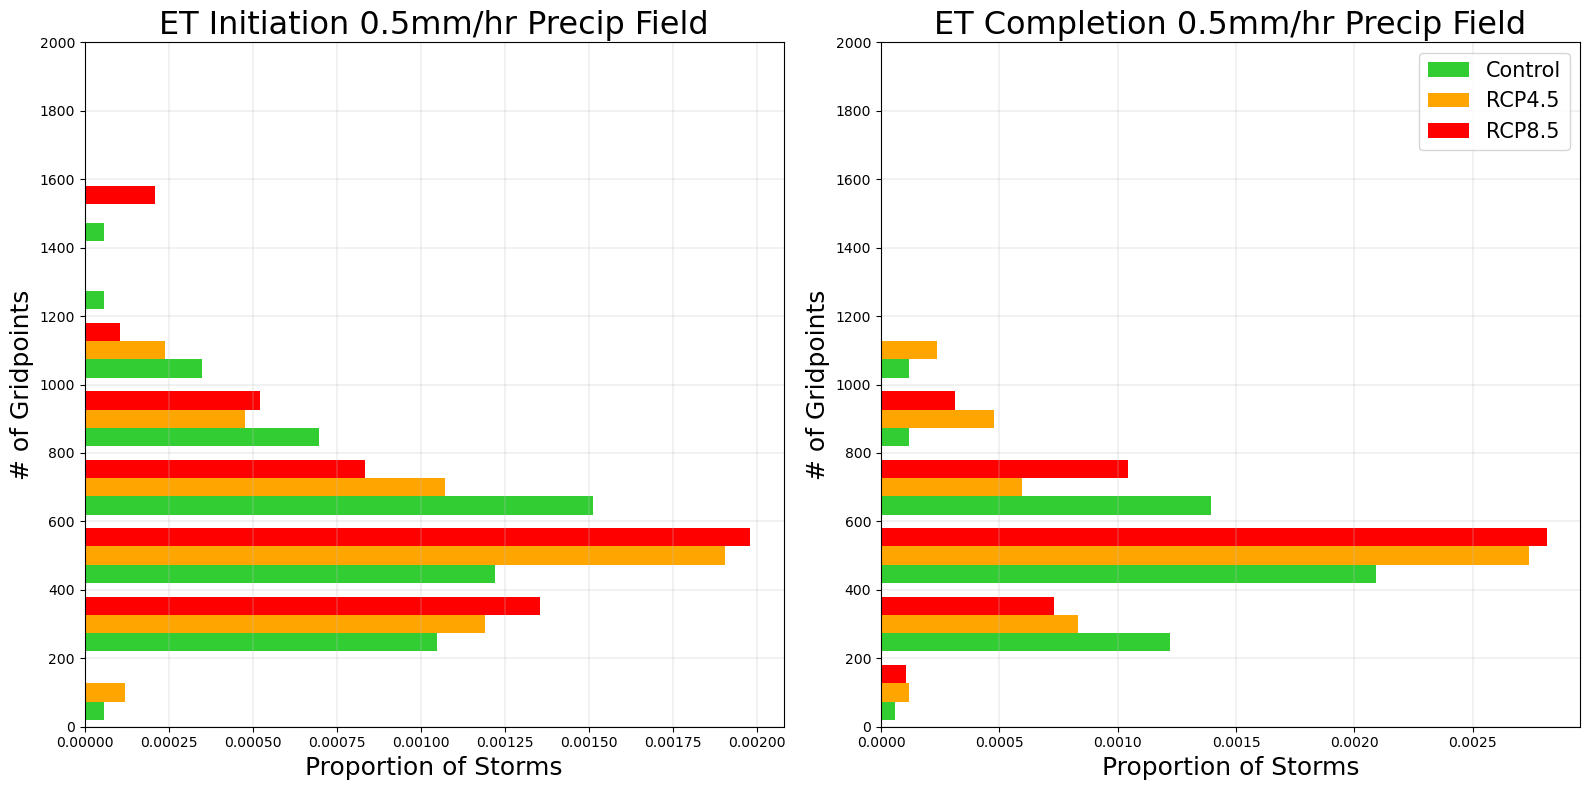 ET Initiation 0.5mm/hr Precip Field
2000
1800
1600
1400
1200
1000
800
600
400
200
0
# of Gridpoints
0.00000 0.00025 0.00050 0.00075 0.00100 0.00125 0.00150 0.00175 0.00200
Proportion of Storms
ET Completion 0.5mm/hr Precip Field
Control
RCP4.5
RCP8.5
2000
1800
1600
1400
1200
1000
800
600
400
200
0
# of Gridpoints
0.0000 0.0005 0.0010 0.0015 0.0020 0.0025
Proportion of Storms